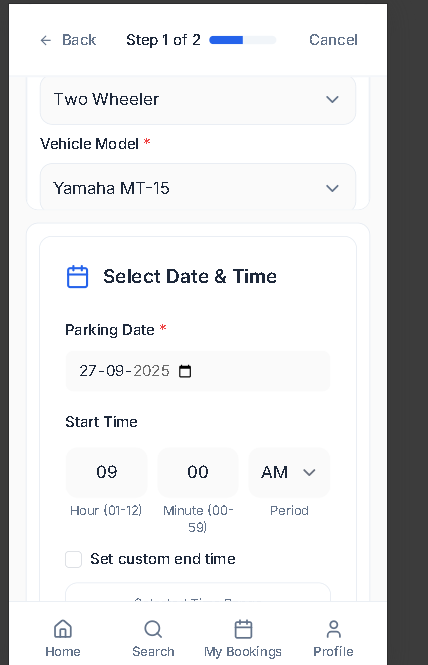 Back Step 1 of 2 Cancel
Two Wheeler
Vehicle Model *
Yamaha MT-15
Select Date & Time
Parking Date *
27-09-2025
Start Time
09 00 AM
Hour (01-12) Minute (00-
59) Period
Set custom end time
Home Search My Bookings Profile